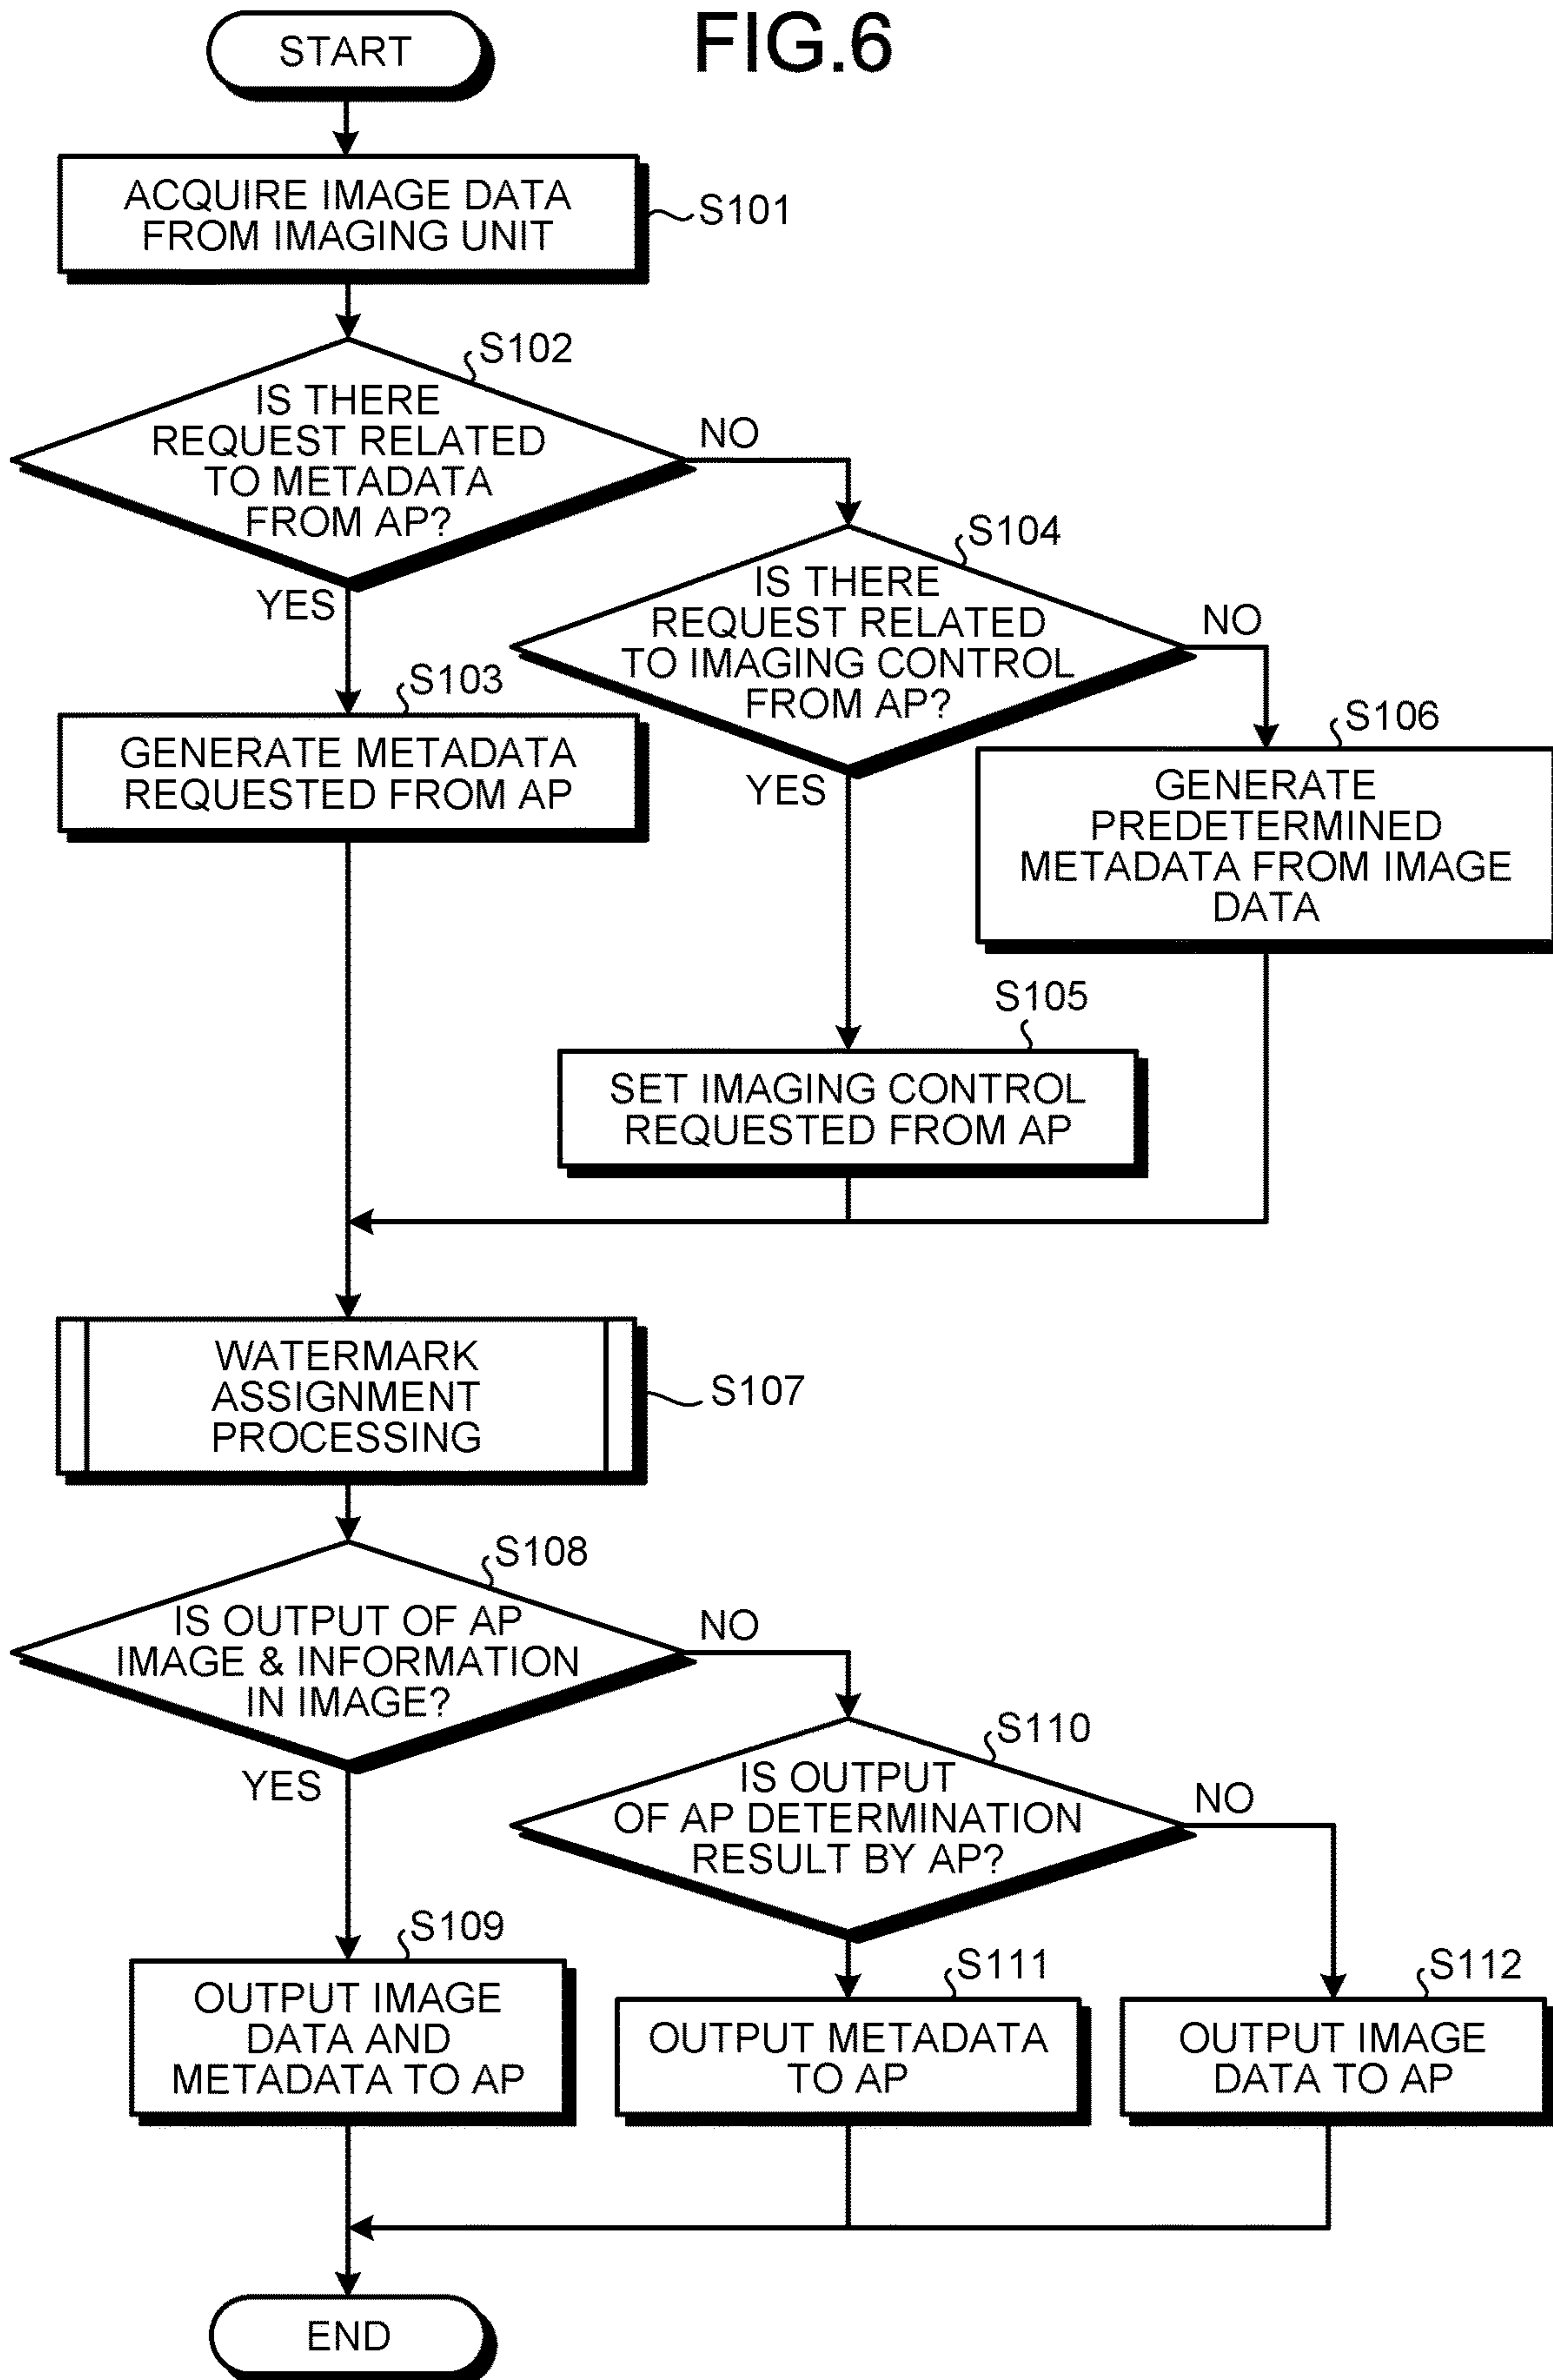 FIG.6
START
ACQUIRE IMAGE DATA
FROM IMAGING UNIT
S101
S102
IS THERE
REQUEST RELATED
TO METADATA
FROM AP?
NO
YES
S104
IS THERE
REQUEST RELATED
TO IMAGING CONTROL
FROM AP?
NO
YES
S103
GENERATE METADATA
REQUESTED FROM AP
S106
GENERATE
PREDETERMINED
METADATA FROM IMAGE
DATA
S105
SET IMAGING CONTROL
REQUESTED FROM AP
WATERMARK
ASSIGNMENT
PROCESSING
S107
S108
IS OUTPUT OF AP
IMAGE & INFORMATION
IN IMAGE?
NO
YES
S110
IS OUTPUT
OF AP DETERMINATION
RESULT BY AP?
NO
S109
OUTPUT IMAGE
DATA AND
METADATA TO AP
S111
OUTPUT METADATA
TO AP
S112
OUTPUT IMAGE
DATA TO AP
END